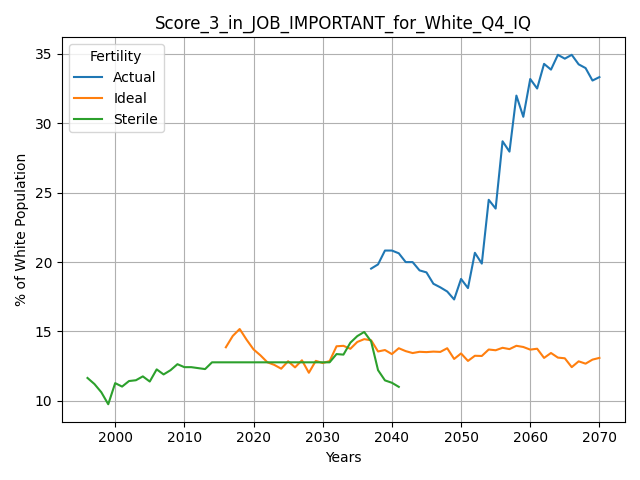 Score_3_in_JOB_IMPORTANT_for_White_Q4_IQ
Fertility
Actual
Ideal
Sterile
% of White Population
35
30
25
20
15
10
2000 2010 2020 2030 2040 2050 2060 2070
Years